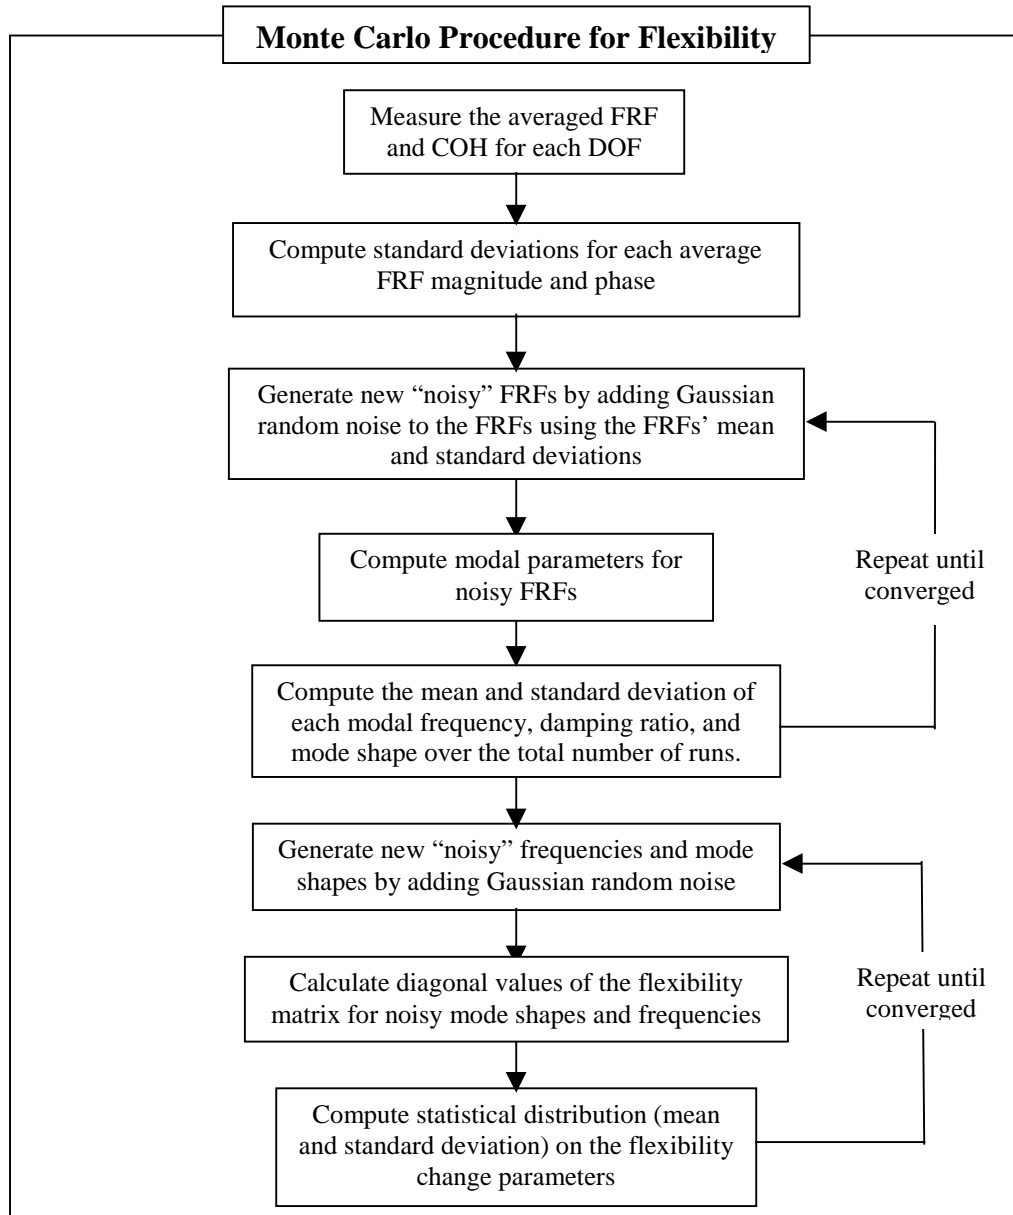 Monte Carlo Procedure for Flexibility
Measure the averaged FRF
and COH for each DOF
Compute standard deviations for each average
FRF magnitude and phase
Generate new “noisy” FRFs by adding Gaussian
random noise to the FRFs using the FRFs’ mean
and standard deviations
Compute modal parameters for
noisy FRFs
Repeat until
converged
Compute the mean and standard deviation of
each modal frequency, damping ratio, and
mode shape over the total number of runs.
Generate new “noisy” frequencies and mode
shapes by adding Gaussian random noise
Calculate diagonal values of the flexibility
matrix for noisy mode shapes and frequencies
Repeat until
converged
Compute statistical distribution (mean
and standard deviation) on the flexibility
change parameters